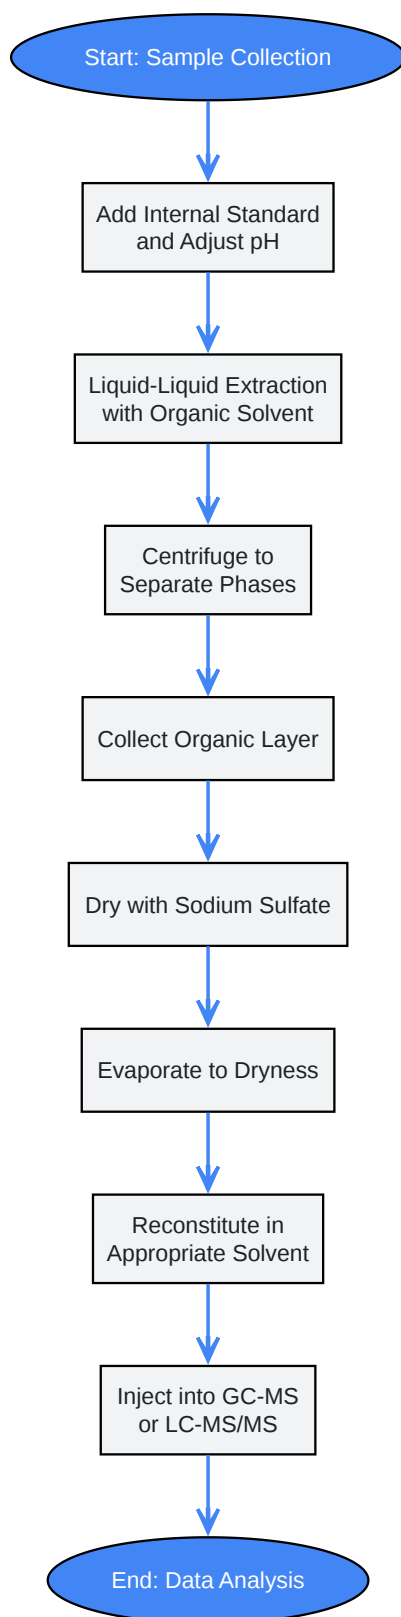 Start: Sample Collection
Add Internal Standard
and Adjust pH
Liquid-Liquid Extraction
with Organic Solvent
Centrifuge to
Separate Phases
Collect Organic Layer
Dry with Sodium Sulfate
Evaporate to Dryness
Reconstitute in
Appropriate Solvent
Inject into GC-MS
or LC-MS/MS
End: Data Analysis